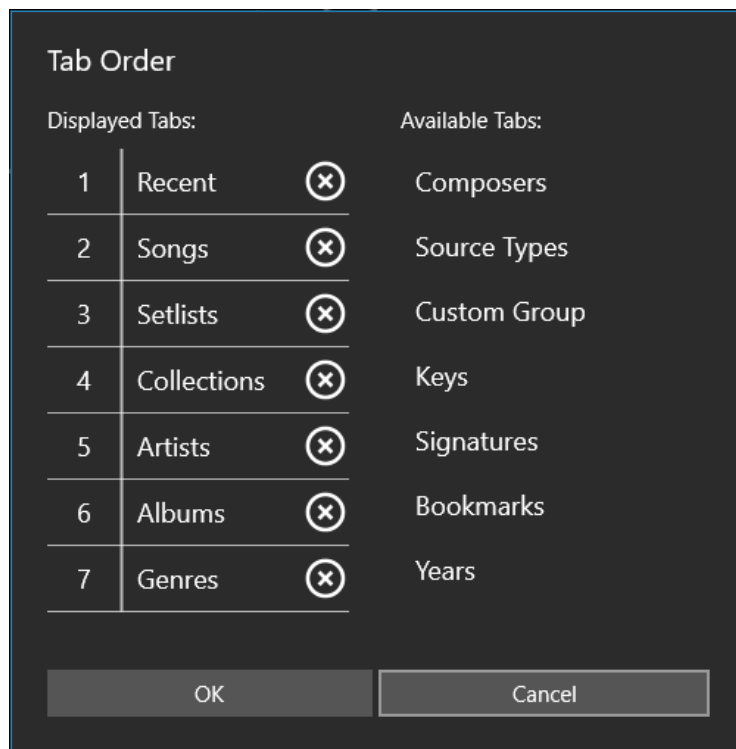 Tab Order
Displayed Tabs:
1 Recent
2 Songs
3 Setlists
4 Collections
5 Artists
6 Albums
7 Genres
Available Tabs:
Composers
Source Types
Custom Group
Keys
Signatures
Bookmarks
Years
OK
Cancel